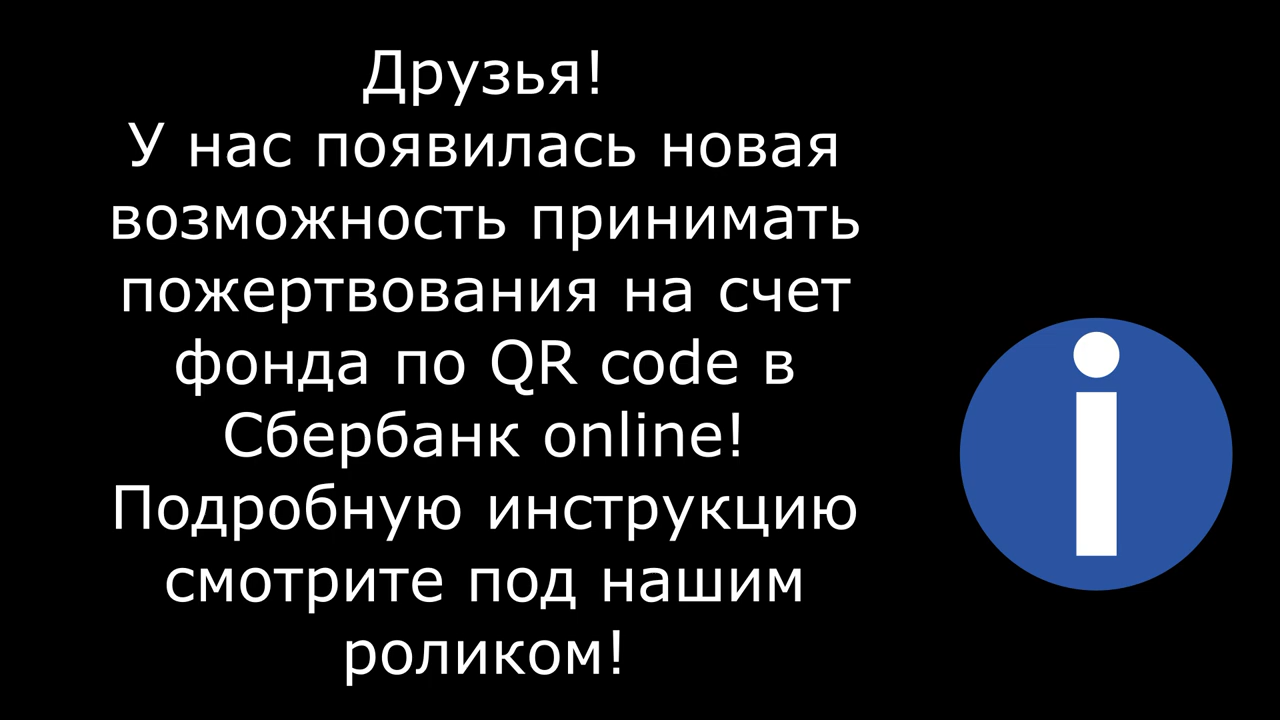 Друзья!
У нас появилась новая
возможность принимать
пожертвования на счет
фонда по QR code в
Сбербанк online!
Подробную инструкцию
смотрите под нашим
роликом!
i